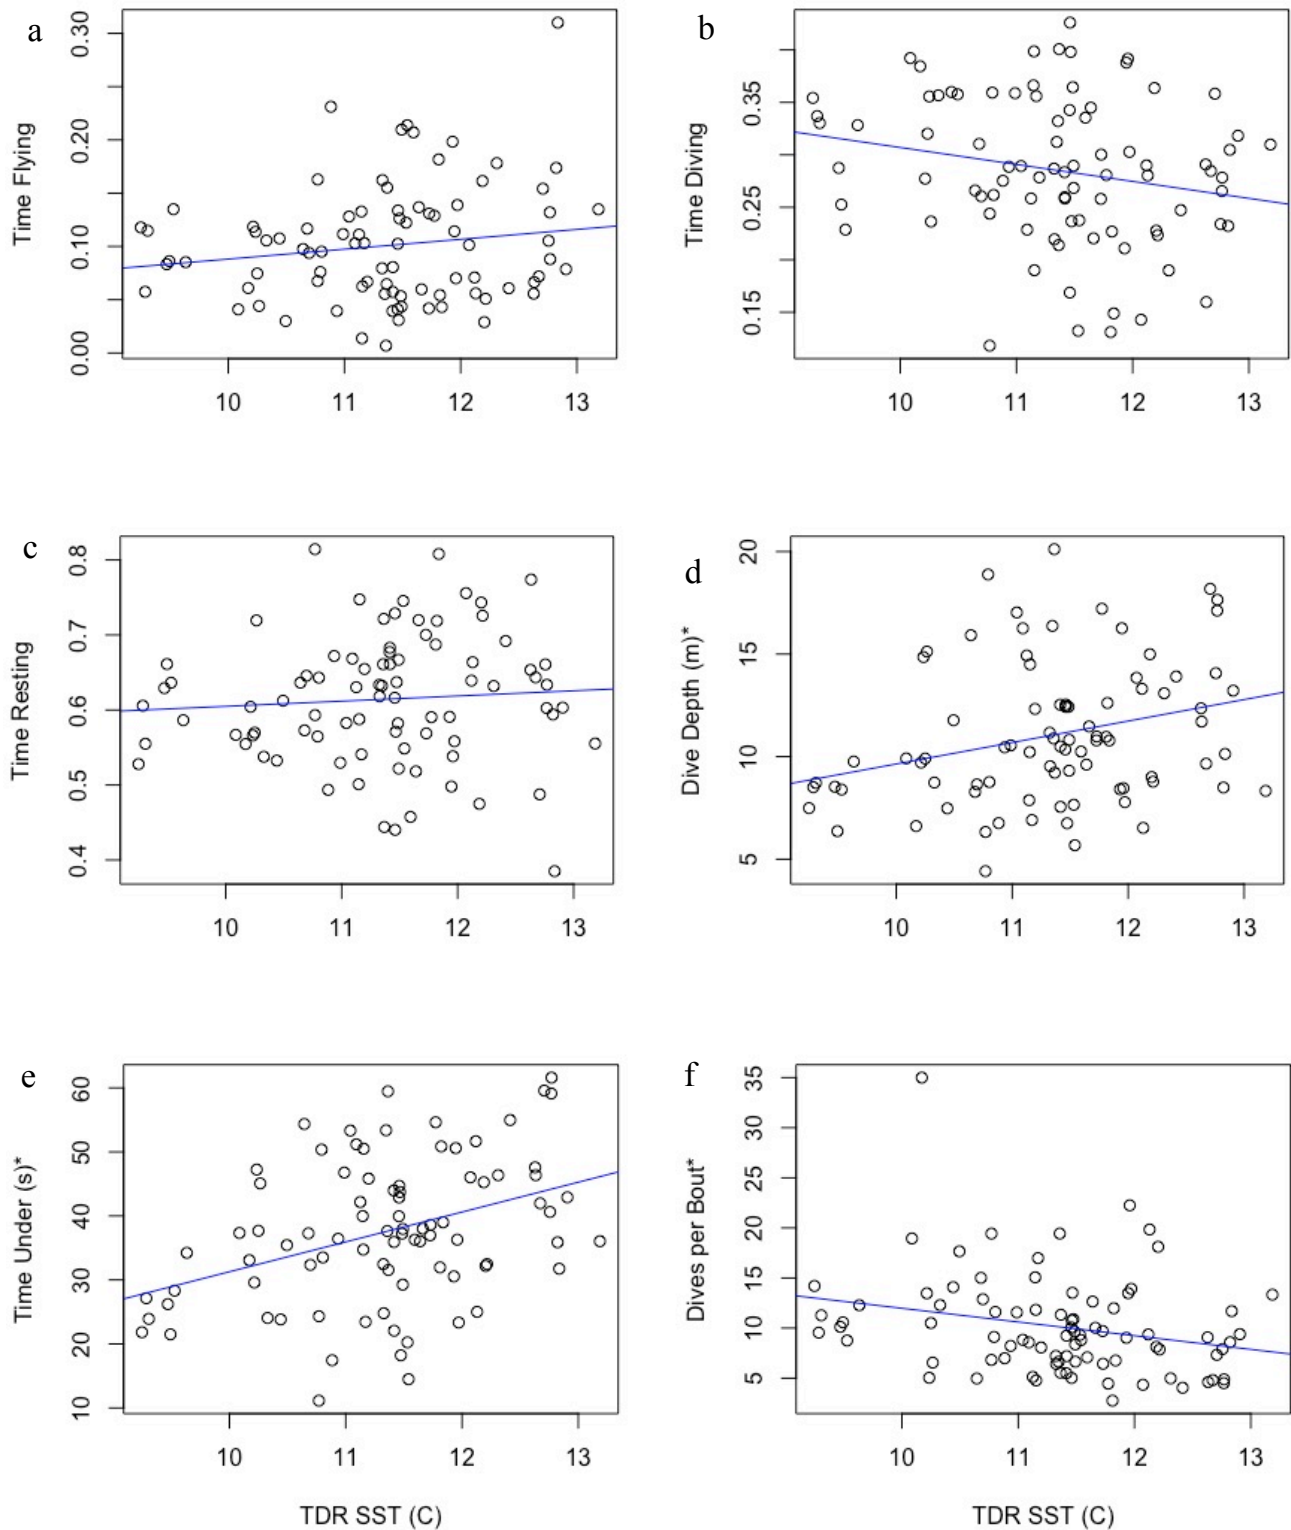 a
0.30
0.20
0.10
0.00
Time Flying
10 11 12 13
b
0.35
0.25
0.15
Time Diving
10 11 12 13
c
0.8
0.7
0.6
0.5
0.4
Time Resting
10 11 12 13
d
20
15
10
5
Dive Depth (m)*
10 11 12 13
e
60
50
40
30
20
10
Time Under (s)*
10 11 12 13
TDR SST (C)
f
35
30
25
20
15
10
5
Dives per Bout*
10 11 12 13
TDR SST (C)